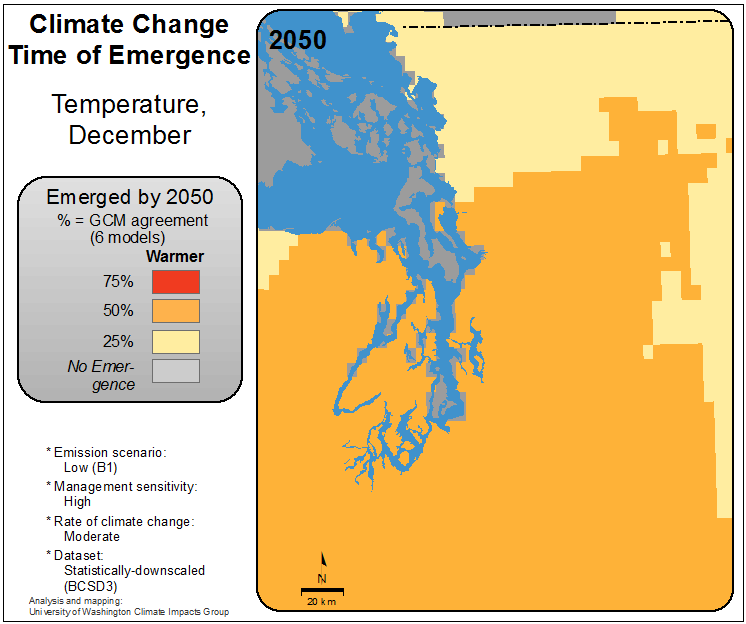 Climate Change
Time of Emergence
Temperature,
December
Emerged by 2050
% = GCM agreement
(6 models)
Warmer
75%
50%
25%
No Emer-
gence
* Emission scenario:
Low (B1)
* Management sensitivity:
High
* Rate of climate change:
Moderate
* Dataset:
Statistically-downscaled
(BCSD3)
Analysis and mapping:
University of Washington Climate Impacts Group
2050
N
20 km